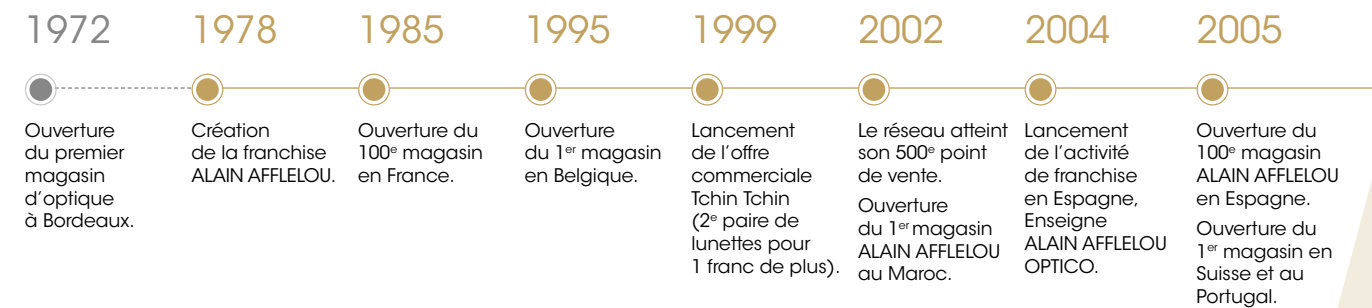 1972
Ouverture
du premier
magasin
d’optique
à Bordeaux.
1978
Création
de la franchise
ALAIN AFFLELOU.
1985
Ouverture du
100e magasin
en France.
1995
Ouverture
du 1er magasin
en Belgique.
1999
Lancement
de l’offre
commerciale
Tchin Tchin
(2e paire de
lunettes pour
1 franc de plus).
2002
Le réseau atteint
son 500e point
de vente.
Ouverture
du 1er magasin
ALAIN AFFLELOU
au Maroc.
2004
Lancement
de l’activité
de franchise
en Espagne,
Enseigne
ALAIN AFFLELOU
OPTICO.
2005
Ouverture du
100e magasin
ALAIN AFFLELOU
en Espagne.
Ouverture du
1er magasin en
Suisse et au
Portugal.